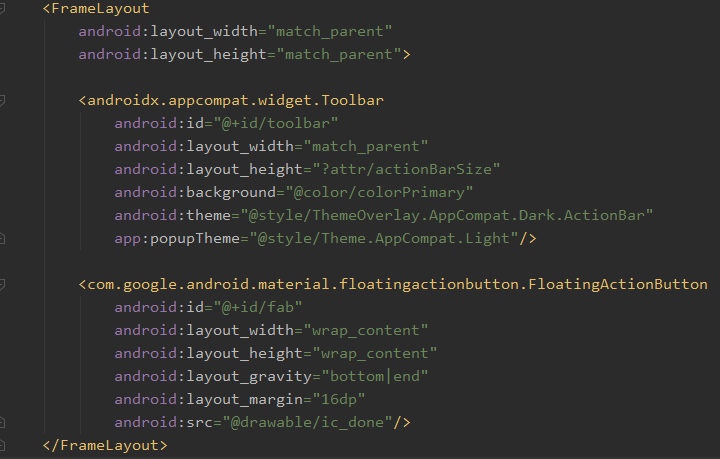 <FrameLayout
android:layout_width="match_parent"
android:layout_height="match_parent">
<androidx.appcompat.widget.Toolbar
android:id="@+id/toolbar"
android:layout_width="match_parent"
android:layout_height="?attr/actionBarSize"
android:background="@color/colorPrimary"
android:theme="@style/ThemeOverlay.AppCompat.Dark.ActionBar"
app:popupTheme="@style/Theme.AppCompat.Light"/>
<com.google.android.material.floatingactionbutton.FloatingActionButton
android:id="@+id/fab"
android:layout_width="wrap_content"
android:layout_height="wrap_content"
android:layout_gravity="bottom|end"
android:layout_margin="16dp"
android:src="@drawable/ic_done"/>
</FrameLayout>